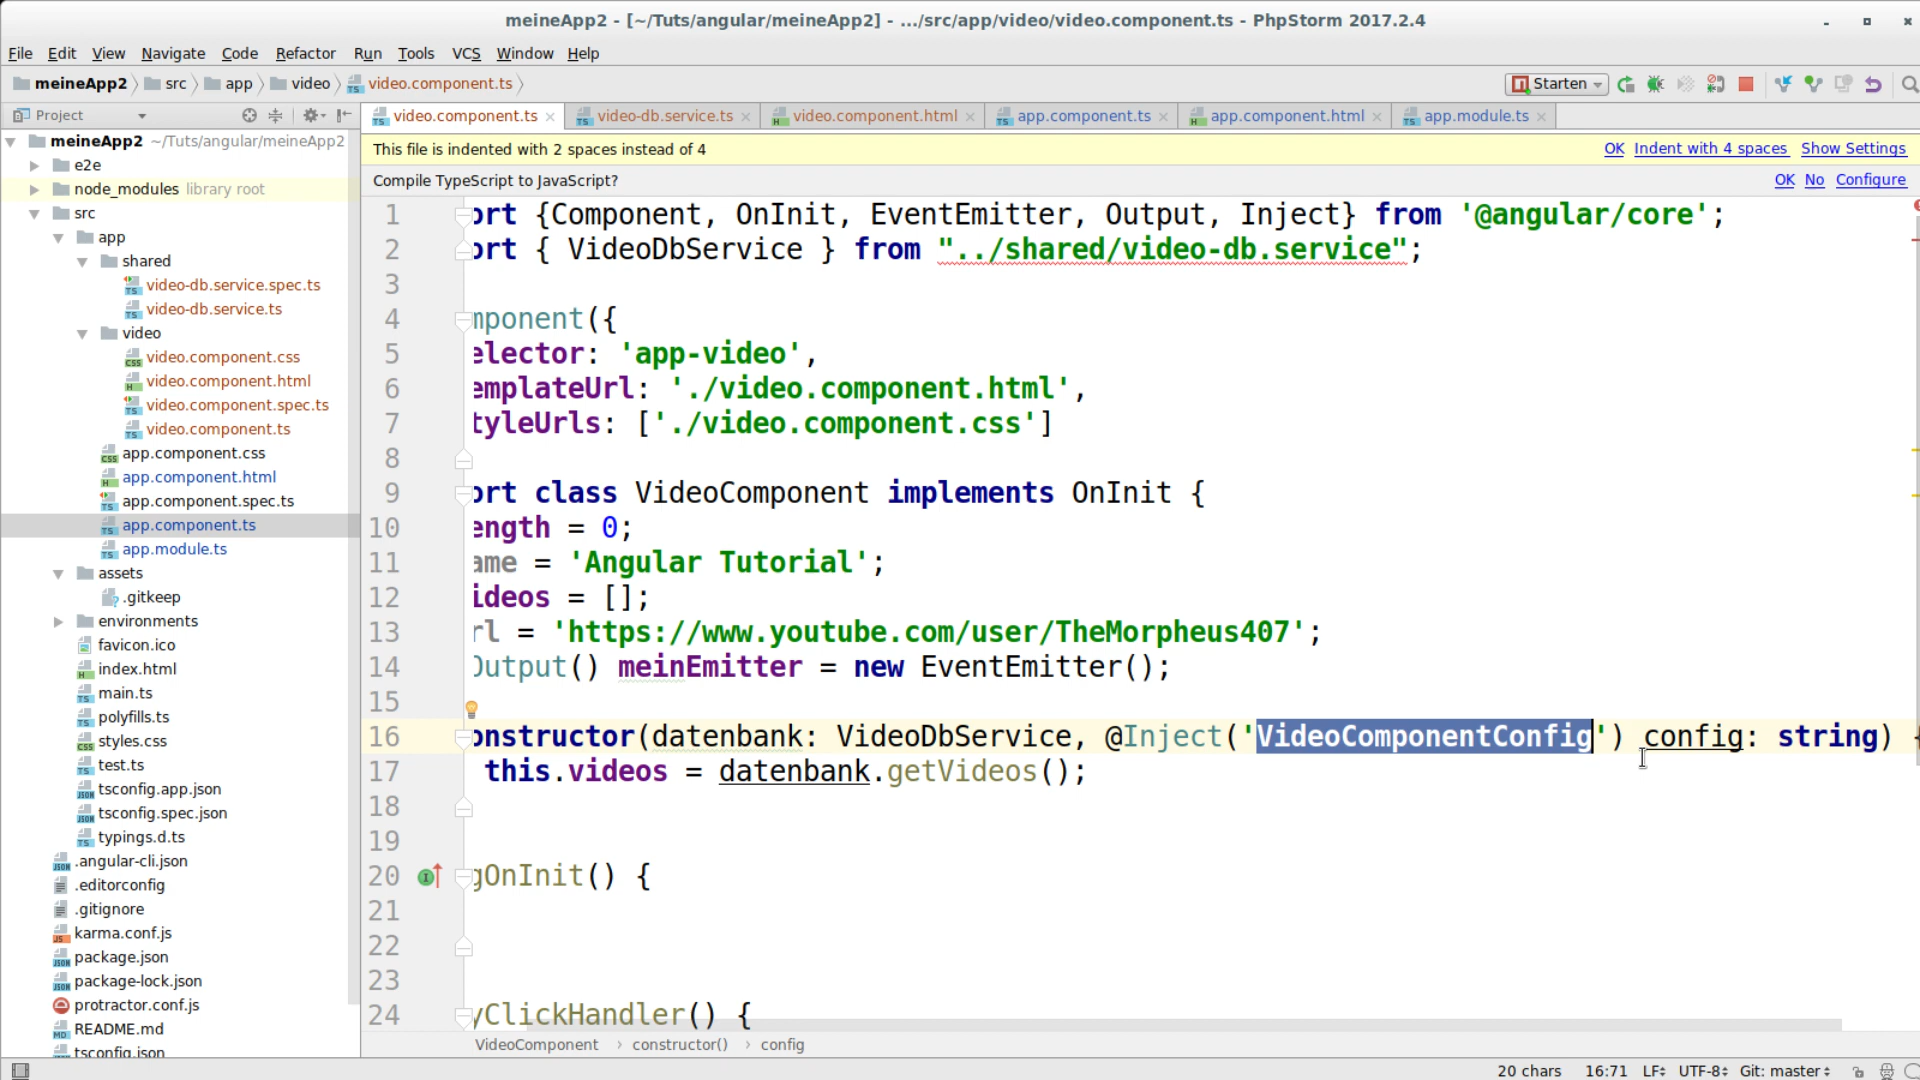 meineApp2 - [~/Tuts/angular/meineApp2] - .../src/app/video/video.component.ts - PhpStorm 2017.2.4
File Edit View Navigate Code Refactor Run Tools VCS Window Help
meineApp2 src app video video.component.ts
Starten
Project
video.component.ts video-db.service.ts video.component.html app.component.ts app.component.html app.module.ts
This file is indented with 2 spaces instead of 4 OK Indent with 4 spaces Show Settings
Compile TypeScript to JavaScript? OK No Configure
meineApp2 ~/Tuts/angular/meineApp2
e2e
node_modules library root
src
app
shared
video-db.service.spec.ts
video-db.service.ts
video
video.component.css
video.component.html
video.component.spec.ts
video.component.ts
app.component.css
app.component.html
app.component.spec.ts
app.component.ts
app.module.ts
assets
.gitkeep
environments
favicon.ico
index.html
main.ts
polyfills.ts
styles.css
test.ts
tsconfig.app.json
tsconfig.spec.json
typings.d.ts
.angular-cli.json
.editorconfig
.gitignore
karma.conf.js
package.json
package-lock.json
protractor.conf.js
README.md
tsconfig.json
1 ort {Component, OnInit, EventEmitter, Output, Inject} from '@angular/core';
2 ort { VideoDbService } from "../shared/video-db.service";
3
4 mponent({
5 elector: 'app-video',
6 emplateUrl: './video.component.html',
7 tyleUrls: ['./video.component.css']
8
9 ort class VideoComponent implements OnInit {
10 ength = 0;
11 ame = 'Angular Tutorial';
12 ideos = [];
13 rl = 'https://www.youtube.com/user/TheMorpheus407';
14 Output() meinEmitter = new EventEmitter();
15
16 onstructor(datenbank: VideoDbService, @Inject('VideoComponentConfig') config: string) {
17 this.videos = datenbank.getVideos();
18
19
20 gOnInit() {
21
22
23
24 yClickHandler() {
VideoComponent constructor() config
20 chars 16:71 LF UTF-8 Git: master